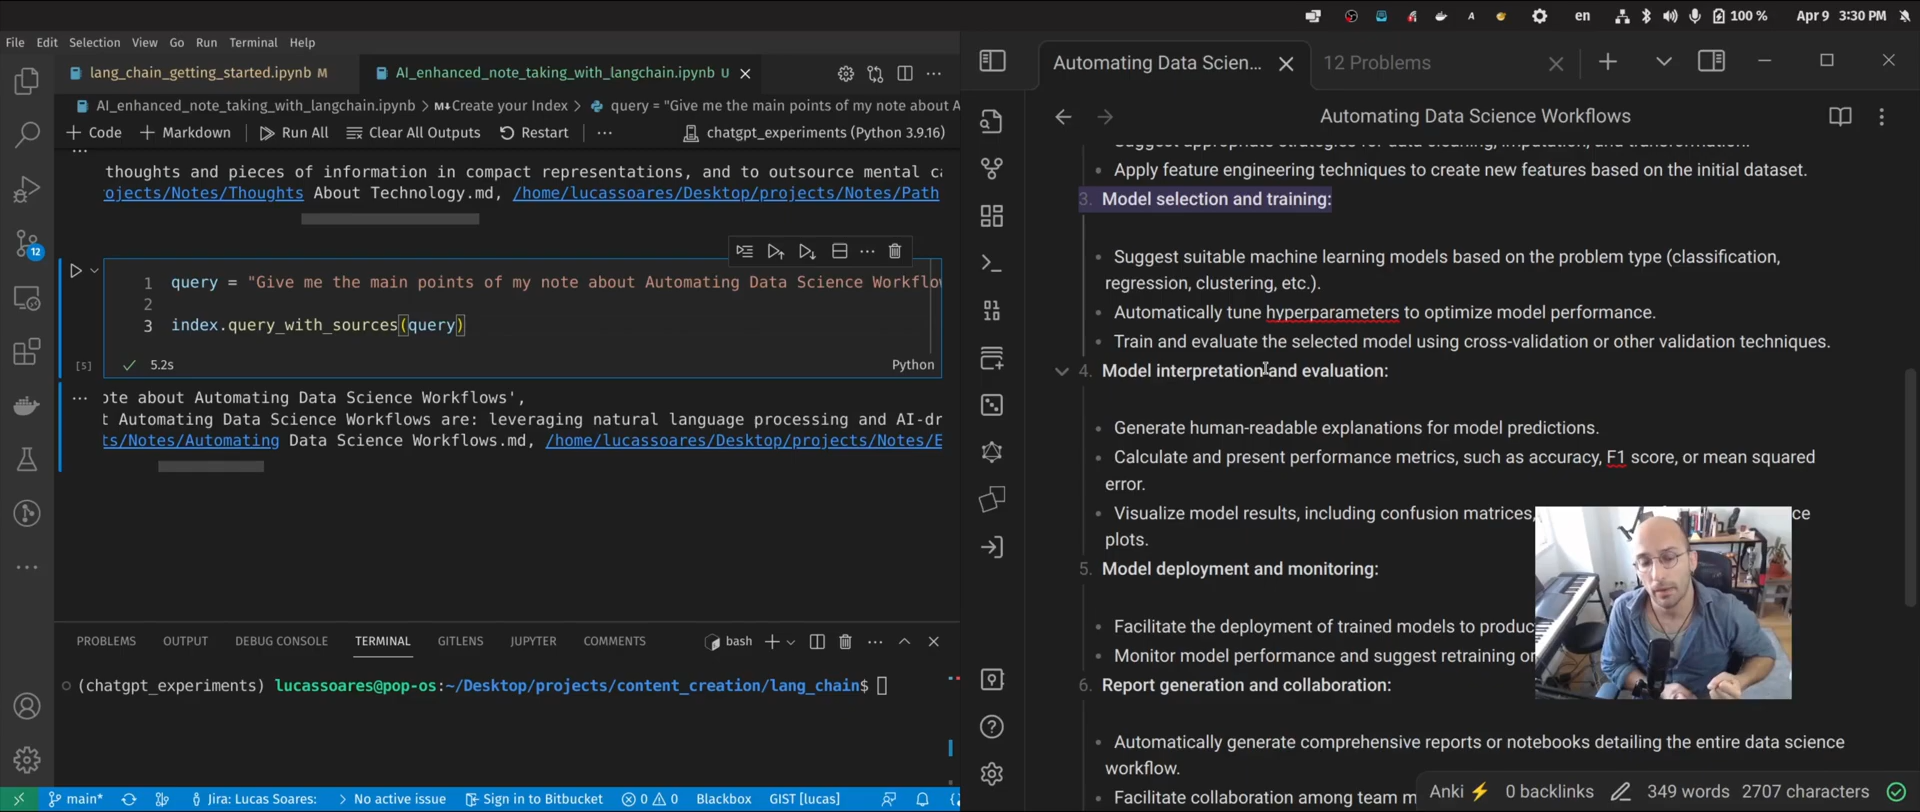 en
100 %
Apr 9 3:30 PM
File Edit Selection View Go Run Terminal Help
lang_chain_getting_started.ipynb M
AI_enhanced_note_taking_with_langchain.ipynb U
AI_enhanced_note_taking_with_langchain.ipynb > M↓Create your Index > query = "Give me the main points of my note about A
+ Code + Markdown Run All Clear All Outputs Restart ... chatgpt_experiments (Python 3.9.16)
thoughts and pieces of information in compact representations, and to outsource mental ca
ojects/Notes/Thoughts About Technology.md, /home/lucassoares/Desktop/projects/Notes/Path
1 query = "Give me the main points of my note about Automating Data Science Workflow
2
3 index.query_with_sources(query)
[5] 5.2s Python
ote about Automating Data Science Workflows',
t Automating Data Science Workflows are: leveraging natural language processing and AI-dr
ts/Notes/Automating Data Science Workflows.md, /home/lucassoares/Desktop/projects/Notes/E
12
PROBLEMS OUTPUT DEBUG CONSOLE TERMINAL GITLENS JUPYTER COMMENTS bash
(chatgpt_experiments) lucassoares@pop-os:~/Desktop/projects/content_creation/lang_chain$
main* Jira: Lucas Soares: No active issue Sign in to Bitbucket 0 0 Blackbox GIST [lucas]
Automating Data Scien...
12 Problems
Automating Data Science Workflows
Suggest appropriate strategies for data cleaning, imputation, and transformation.
Apply feature engineering techniques to create new features based on the initial dataset.
3. Model selection and training:
Suggest suitable machine learning models based on the problem type (classification,
regression, clustering, etc.).
Automatically tune hyperparameters to optimize model performance.
Train and evaluate the selected model using cross-validation or other validation techniques.
4. Model interpretation and evaluation:
Generate human-readable explanations for model predictions.
Calculate and present performance metrics, such as accuracy, F1 score, or mean squared
error.
Visualize model results, including confusion matrices, ce
plots.
5. Model deployment and monitoring:
Facilitate the deployment of trained models to produc
Monitor model performance and suggest retraining or
6. Report generation and collaboration:
Automatically generate comprehensive reports or notebooks detailing the entire data science
workflow.
Facilitate collaboration among team m
Anki 0 backlinks 349 words 2707 characters